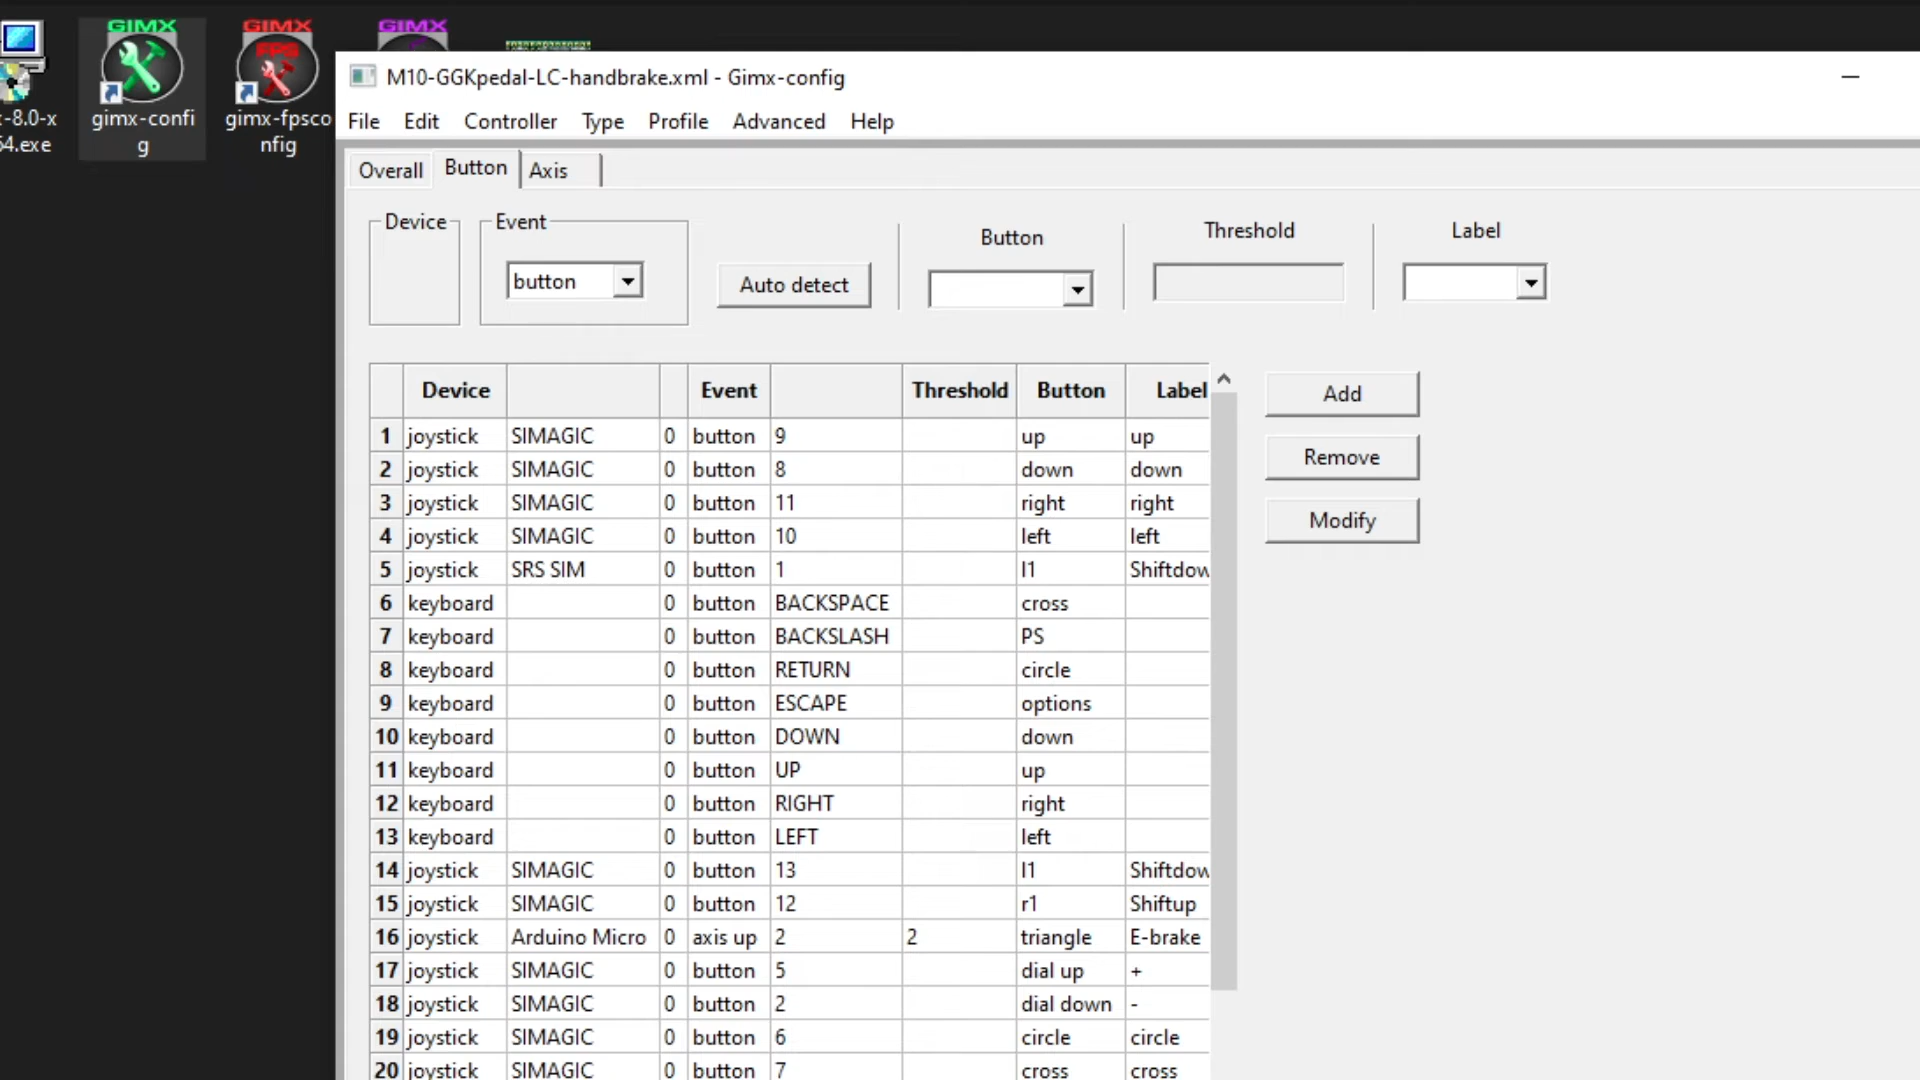 GIMX
GIMX
FPS
GIMX
-8.0-x
64.exe
gimx-confi
g
gimx-fpsco
nfig
M10-GGKpedal-LC-handbrake.xml - Gimx-config
File Edit Controller Type Profile Advanced Help
Overall Button Axis
Device Event Button Threshold Label
button Auto detect
Device Event Threshold Button Label
Add
Remove
Modify
1 joystick SIMAGIC 0 button 9 up up
2 joystick SIMAGIC 0 button 8 down down
3 joystick SIMAGIC 0 button 11 right right
4 joystick SIMAGIC 0 button 10 left left
5 joystick SRS SIM 0 button 1 l1 Shiftdow
6 keyboard 0 button BACKSPACE cross
7 keyboard 0 button BACKSLASH PS
8 keyboard 0 button RETURN circle
9 keyboard 0 button ESCAPE options
10 keyboard 0 button DOWN down
11 keyboard 0 button UP up
12 keyboard 0 button RIGHT right
13 keyboard 0 button LEFT left
14 joystick SIMAGIC 0 button 13 l1 Shiftdow
15 joystick SIMAGIC 0 button 12 r1 Shiftup
16 joystick Arduino Micro 0 axis up 2 2 triangle E-brake
17 joystick SIMAGIC 0 button 5 dial up +
18 joystick SIMAGIC 0 button 2 dial down -
19 joystick SIMAGIC 0 button 6 circle circle
20 joystick SIMAGIC 0 button 7 cross cross